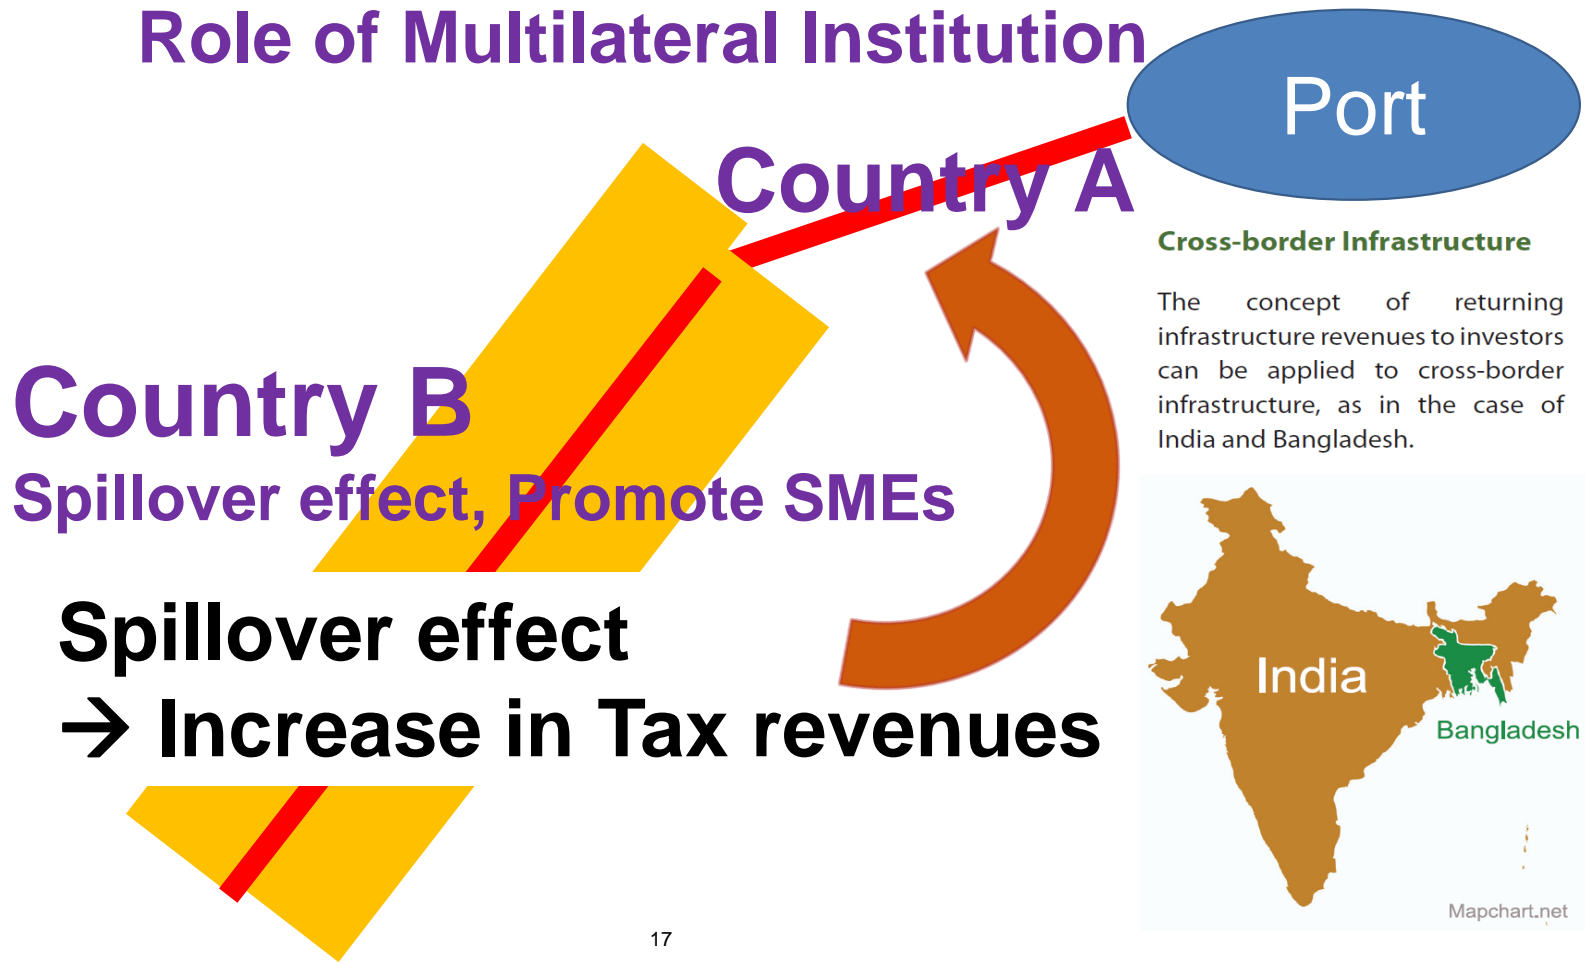 Role of Multilateral Institution
Port
Country A
Cross-border Infrastructure
The concept of returning
infrastructure revenues to investors
can be applied to cross-border
infrastructure, as in the case of
India and Bangladesh.
Country B
Spillover effect, Promote SMEs
Spillover effect
→ Increase in Tax revenues
India
Bangladesh
Mapchart.net
17